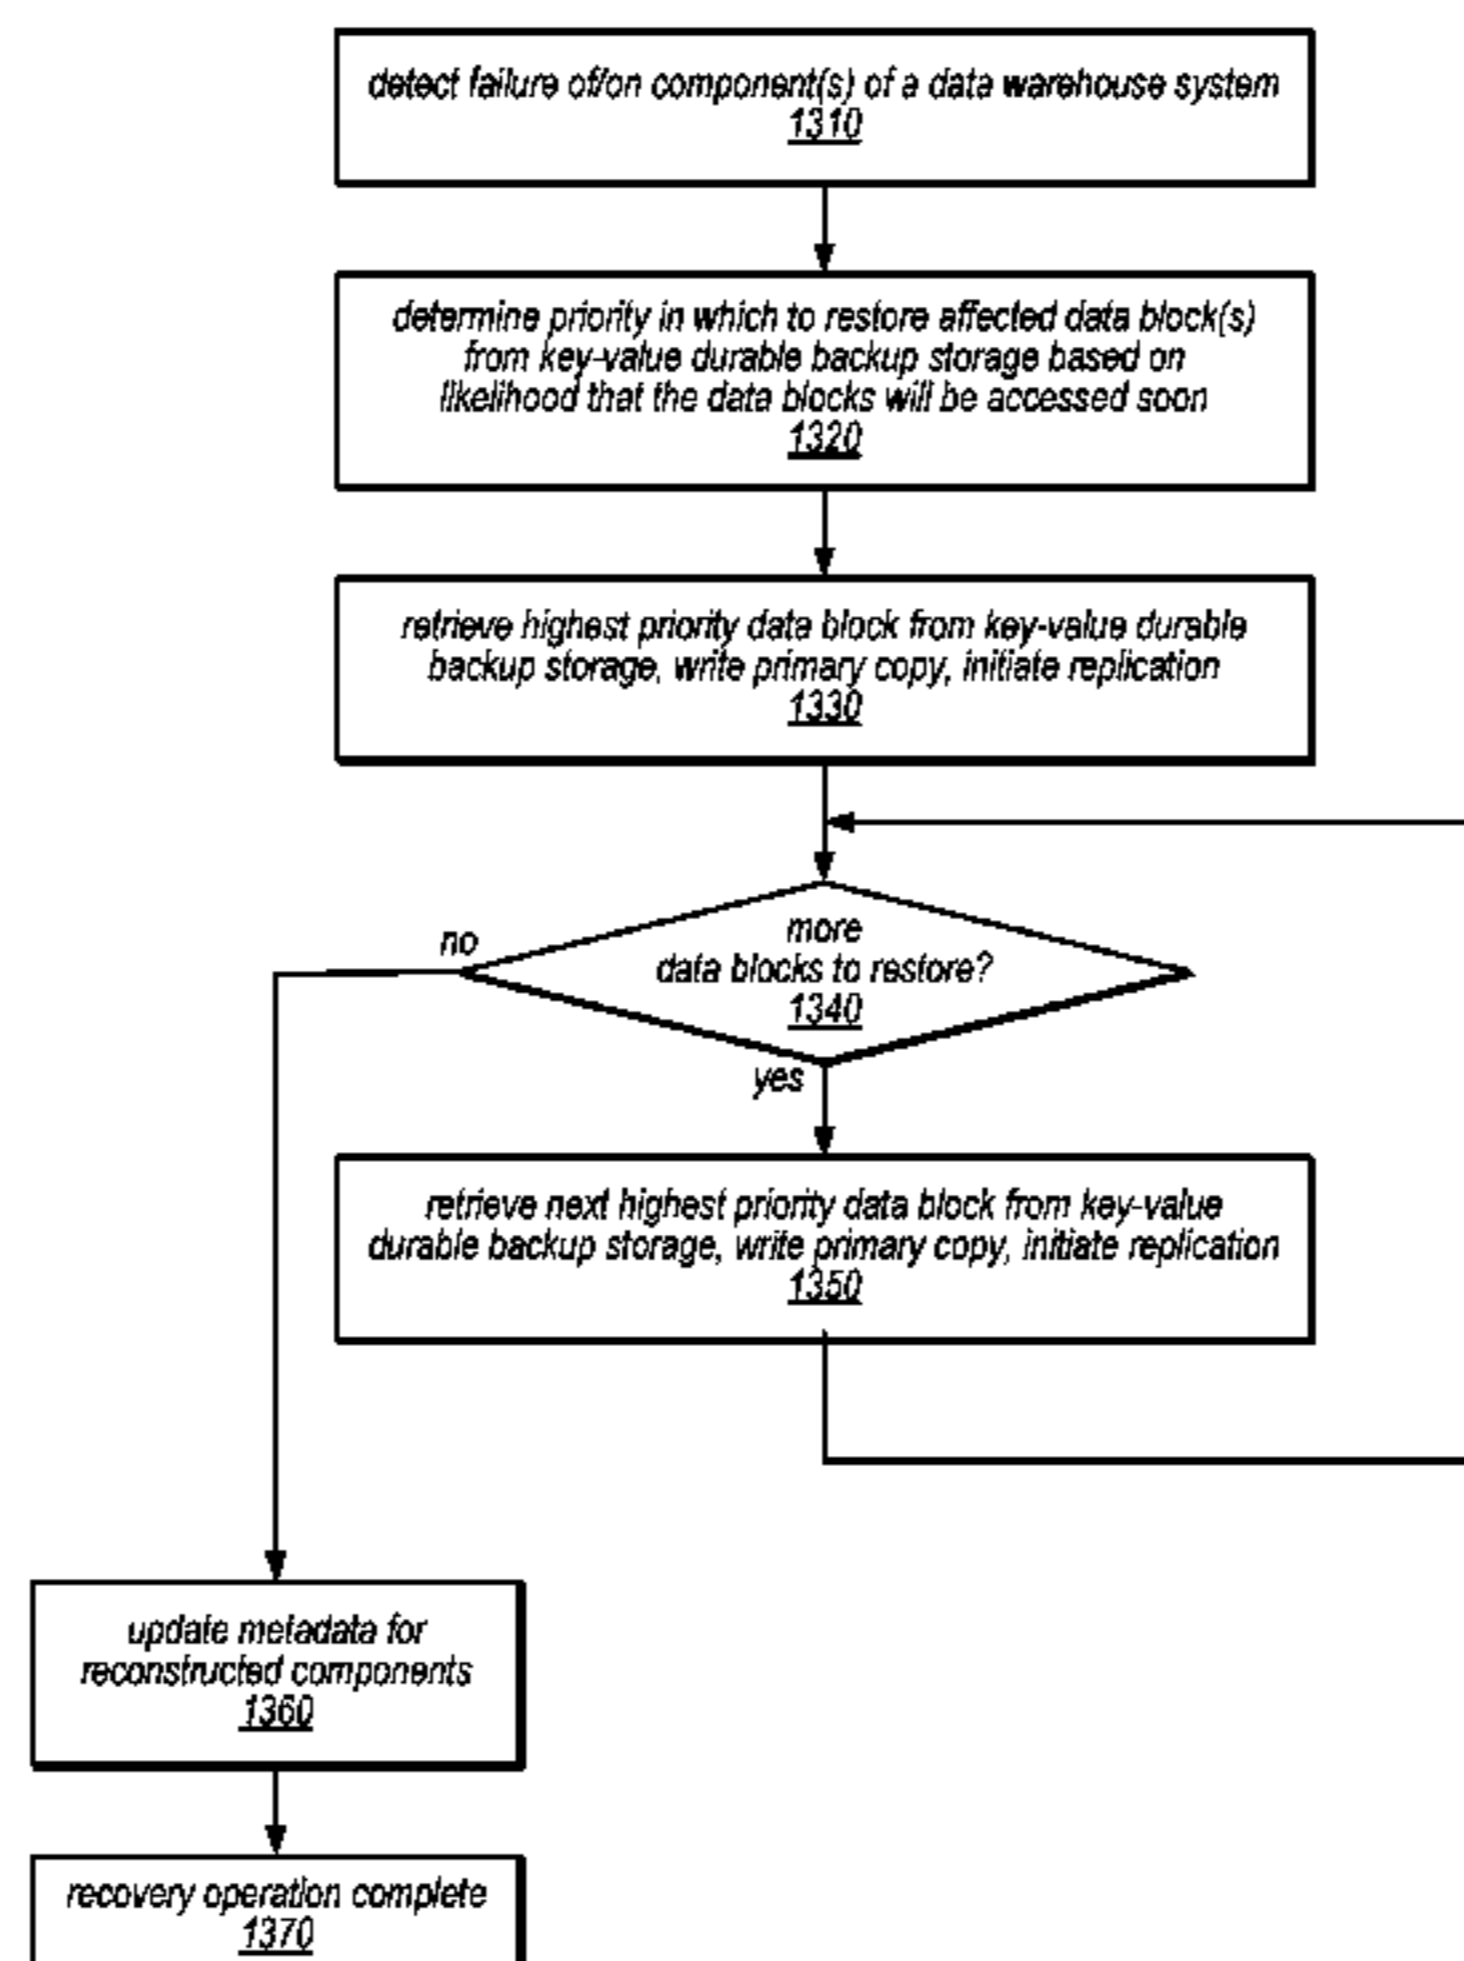 detect failure of/on component(s) of a data warehouse system
1310
determine priority in which to restore affected data block(s)
from key-value durable backup storage based on
likelihood that the data blocks will be accessed soon
1320
retrieve highest priority data block from key-value durable
backup storage, write primary copy, initiate replication
1330
more
data blocks to restore?
1340
no
yes
retrieve next highest priority data block from key-value
durable backup storage, write primary copy, initiate replication
1350
update metadata for
reconstructed components
1360
recovery operation complete
1370